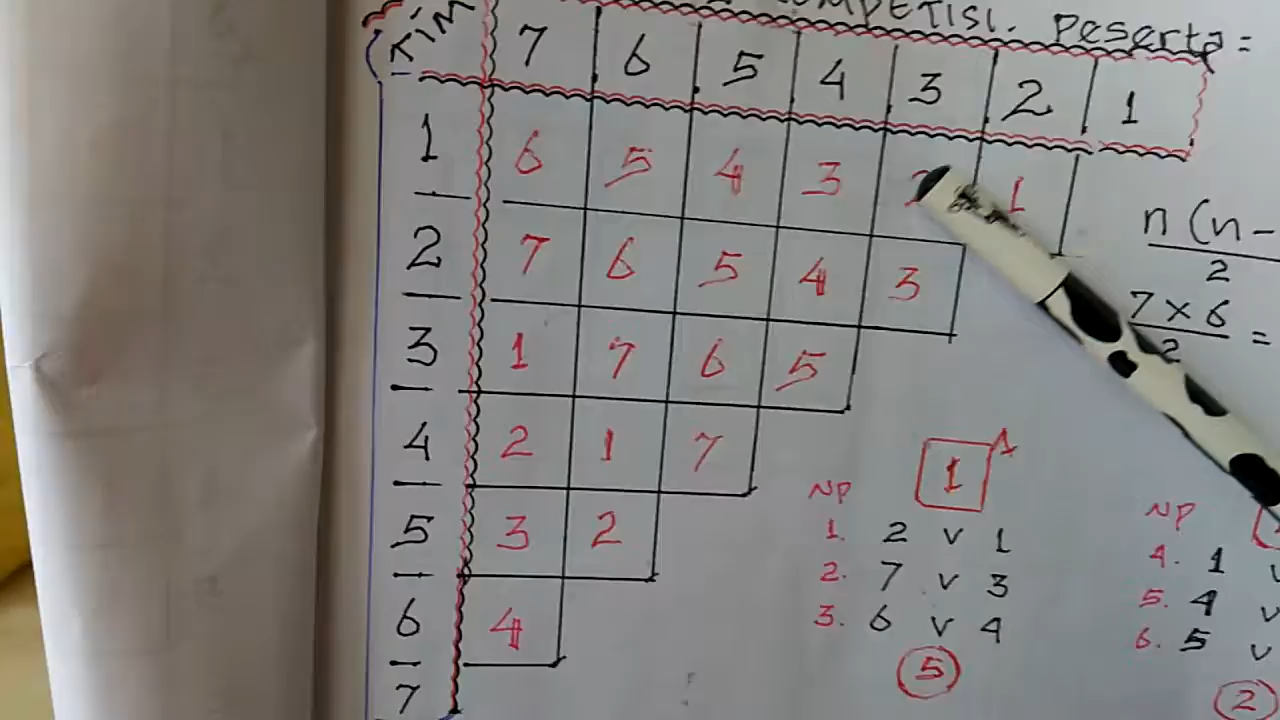 Peserta =
TIM 7 6 5 4 3 2 1
1 6 5 4 3 2 1
2 7 6 5 4 3
3 1 7 6 5
4 2 1 7
5 3 2
6 4
7
n (n -
2
7 x 6 =
2
1 A
NP
1. 2 v 1
2. 7 v 3
3. 6 v 4
5
NP
4. 1 v
5. 4 v
6. 5 v
2